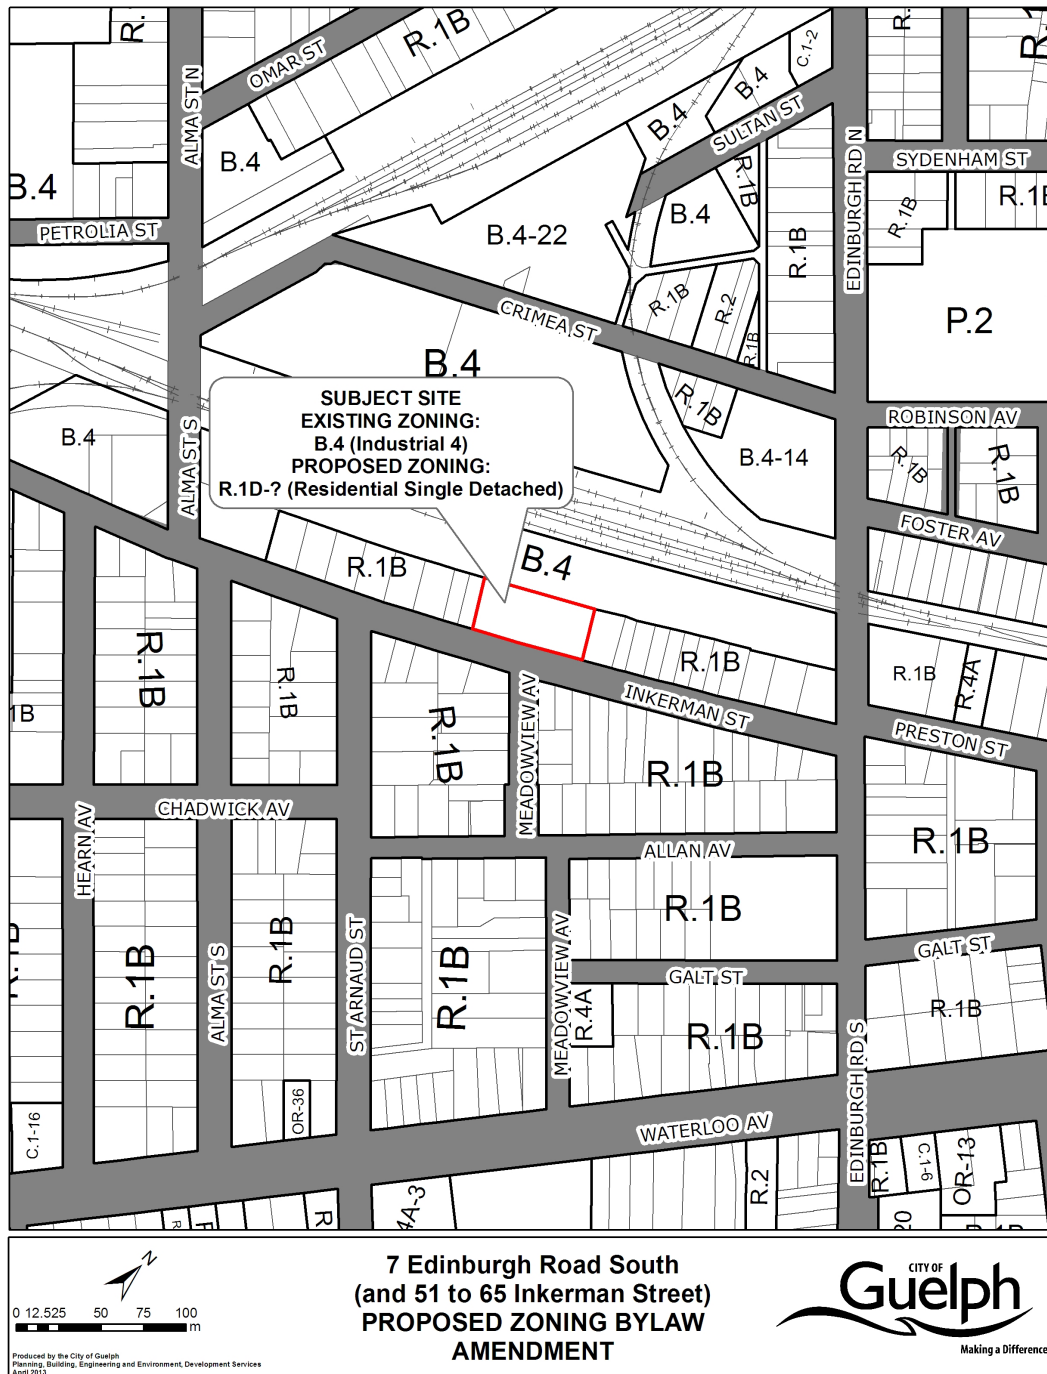 R.
OMAR ST
R.1B
C.1-2
R.
R.1
ALMA ST N
B.4
B.4
SULTAN ST
EDINBURGH RD N
B.4
B.4
R.1B
SYDENHAM ST
R.1B
R.1B
PETROLIA ST
B.4-22
B.4
R.1B
CRIMEA ST
R.1B
R.2
R.1B
P.2
B.4
SUBJECT SITE
EXISTING ZONING:
B.4 (Industrial 4)
PROPOSED ZONING:
R.1D-? (Residential Single Detached)
R.1B
ROBINSON AV
B.4
ALMA ST S
B.4-14
R.1B
R.1B
FOSTER AV
R.1B
B.4
R.1B
R.1B
R.1B
R.1B
R.4A
1B
R.1B
MEADOWVIEW AV
INKERMAN ST
PRESTON ST
R.1B
HEARN AV
CHADWICK AV
ALLAN AV
R.1B
R.1B
R.1B
R.1B
ALMA ST S
R.1B
ST ARNAUD ST
R.1B
MEADOWVIEW AV
GALT ST
GALT ST
R.4A
R.1B
R.1B
EDINBURGH RD S
C.1-16
OR-36
WATERLOO AV
R.1B
C.1-6
OR-13
R.2
4A-3
R
20
7 Edinburgh Road South
(and 51 to 65 Inkerman Street)
PROPOSED ZONING BYLAW
AMENDMENT
N
0 12.525 50 75 100
m
Produced by the City of Guelph
Planning, Building, Engineering and Environment, Development Services
April 2013
CITY OF
Guelph
Making a Difference